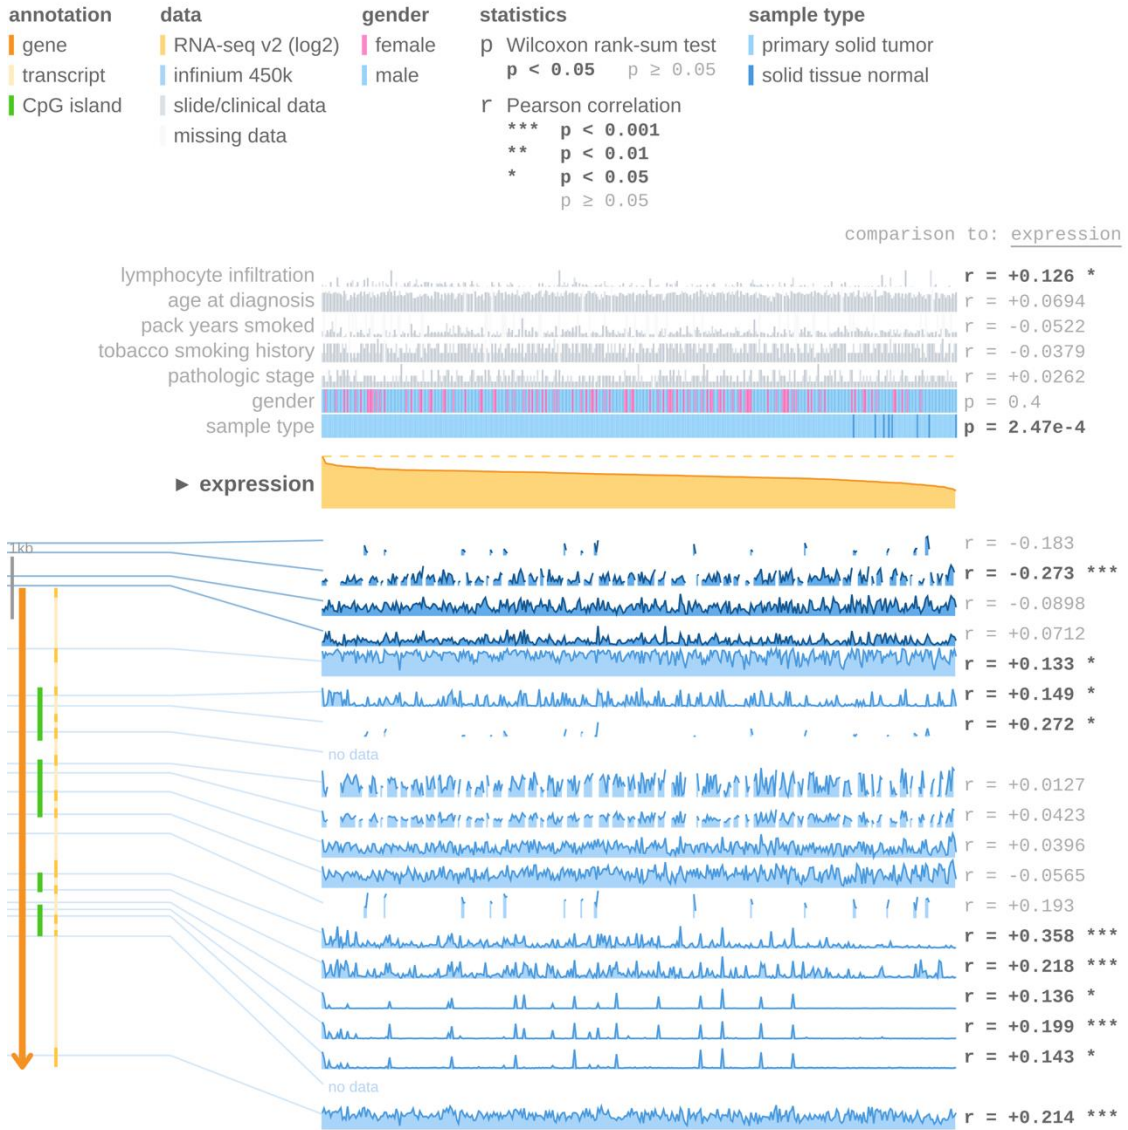 annotation data gender statistics sample type
gene RNA-seq v2 (log2) female p Wilcoxon rank-sum test primary solid tumor
transcript infinium 450k male p < 0.05 p ≥ 0.05 solid tissue normal
CpG island slide/clinical data r Pearson correlation
missing data *** p < 0.001
** p < 0.01
* p < 0.05
p ≥ 0.05
comparison to: expression
lymphocyte infiltration r = +0.126 *
age at diagnosis r = +0.0694
pack years smoked r = -0.0522
tobacco smoking history r = -0.0379
pathologic stage r = +0.0262
gender p = 0.4
sample type p = 2.47e-4
► expression
1kb r = -0.183
r = -0.273 ***
r = -0.0898
r = +0.0712
r = +0.133 *
r = +0.149 *
r = +0.272 *
no data
r = +0.0127
r = +0.0423
r = +0.0396
r = -0.0565
r = +0.193
r = +0.358 ***
r = +0.218 ***
r = +0.136 *
r = +0.199 ***
r = +0.143 *
no data
r = +0.214 ***